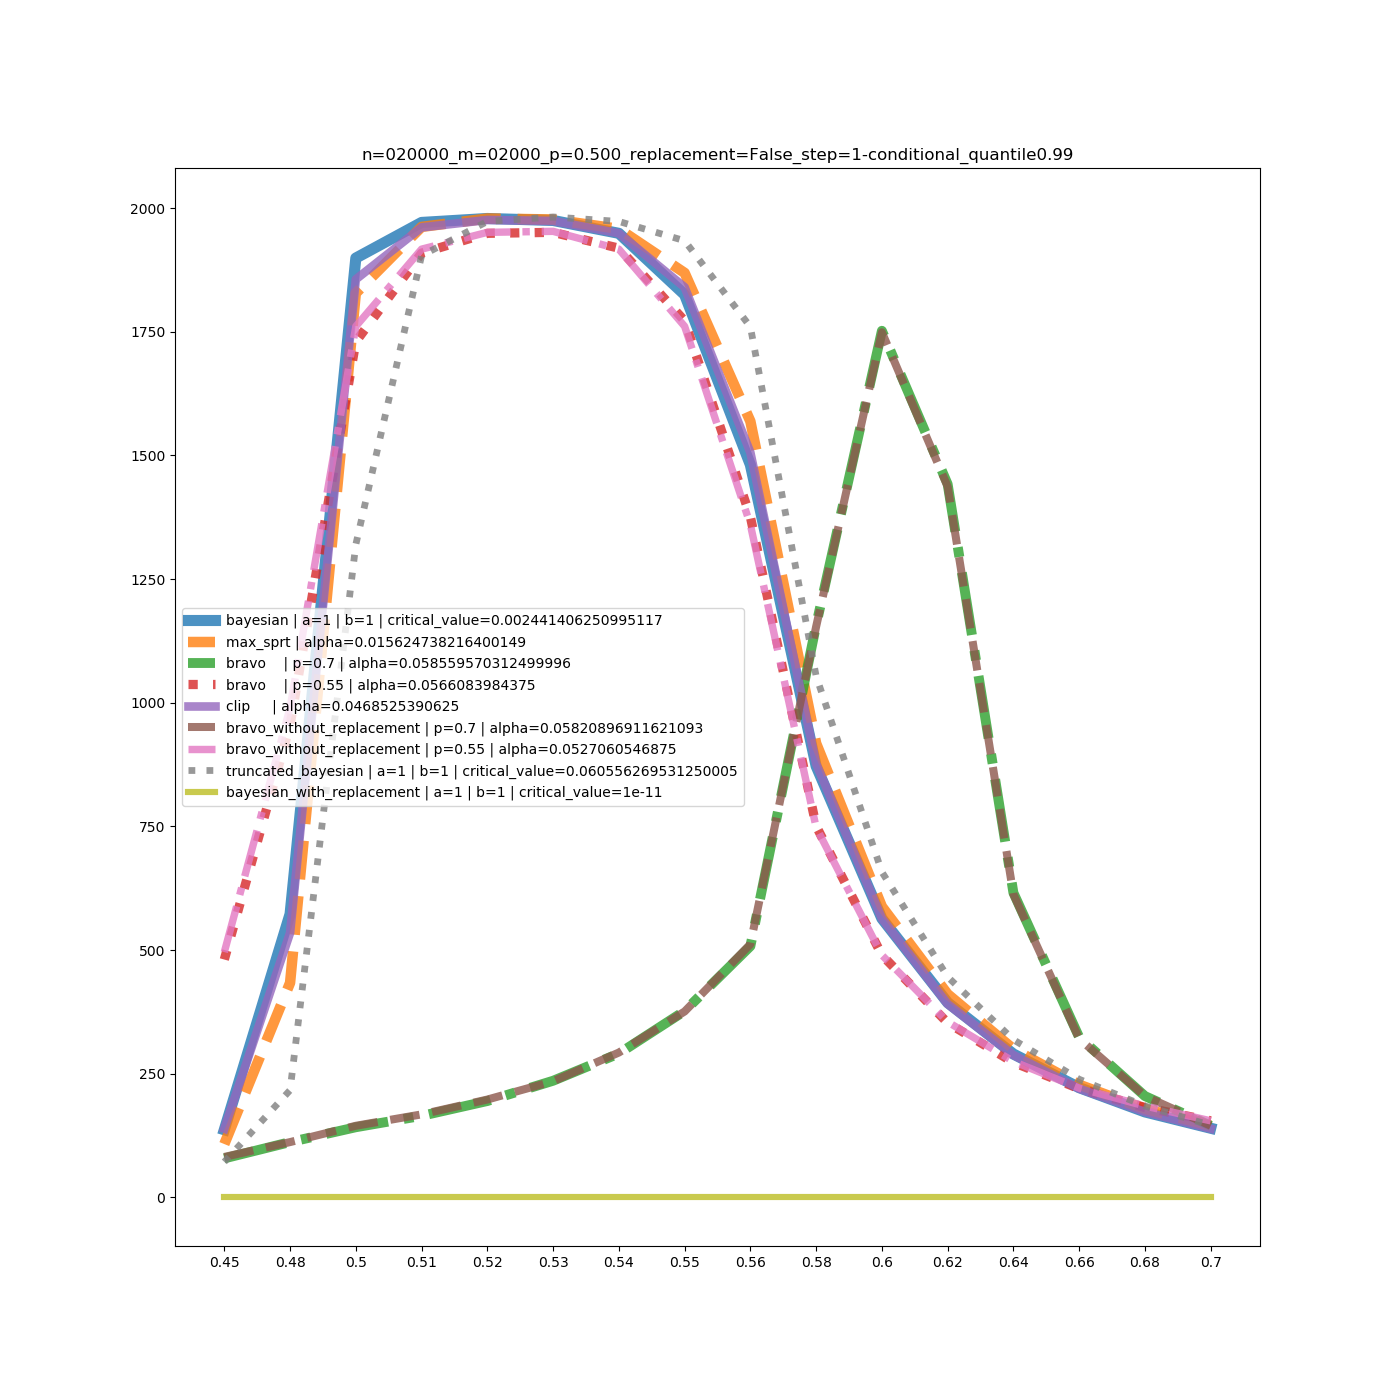 n=020000_m=02000_p=0.500_replacement=False_step=1-conditional_quantile0.99
2000
1750
1500
1250
1000
750
500
250
0
bayesian | a=1 | b=1 | critical_value=0.002441406250995117
max_sprt | alpha=0.015624738216400149
bravo    | p=0.7 | alpha=0.058559570312499996
bravo    | p=0.55 | alpha=0.0566083984375
clip     | alpha=0.0468525390625
bravo_without_replacement | p=0.7 | alpha=0.05820896911621093
bravo_without_replacement | p=0.55 | alpha=0.0527060546875
truncated_bayesian | a=1 | b=1 | critical_value=0.060556269531250005
bayesian_with_replacement | a=1 | b=1 | critical_value=1e-11
0.45 0.48 0.5 0.51 0.52 0.53 0.54 0.55 0.56 0.58 0.6 0.62 0.64 0.66 0.68 0.7